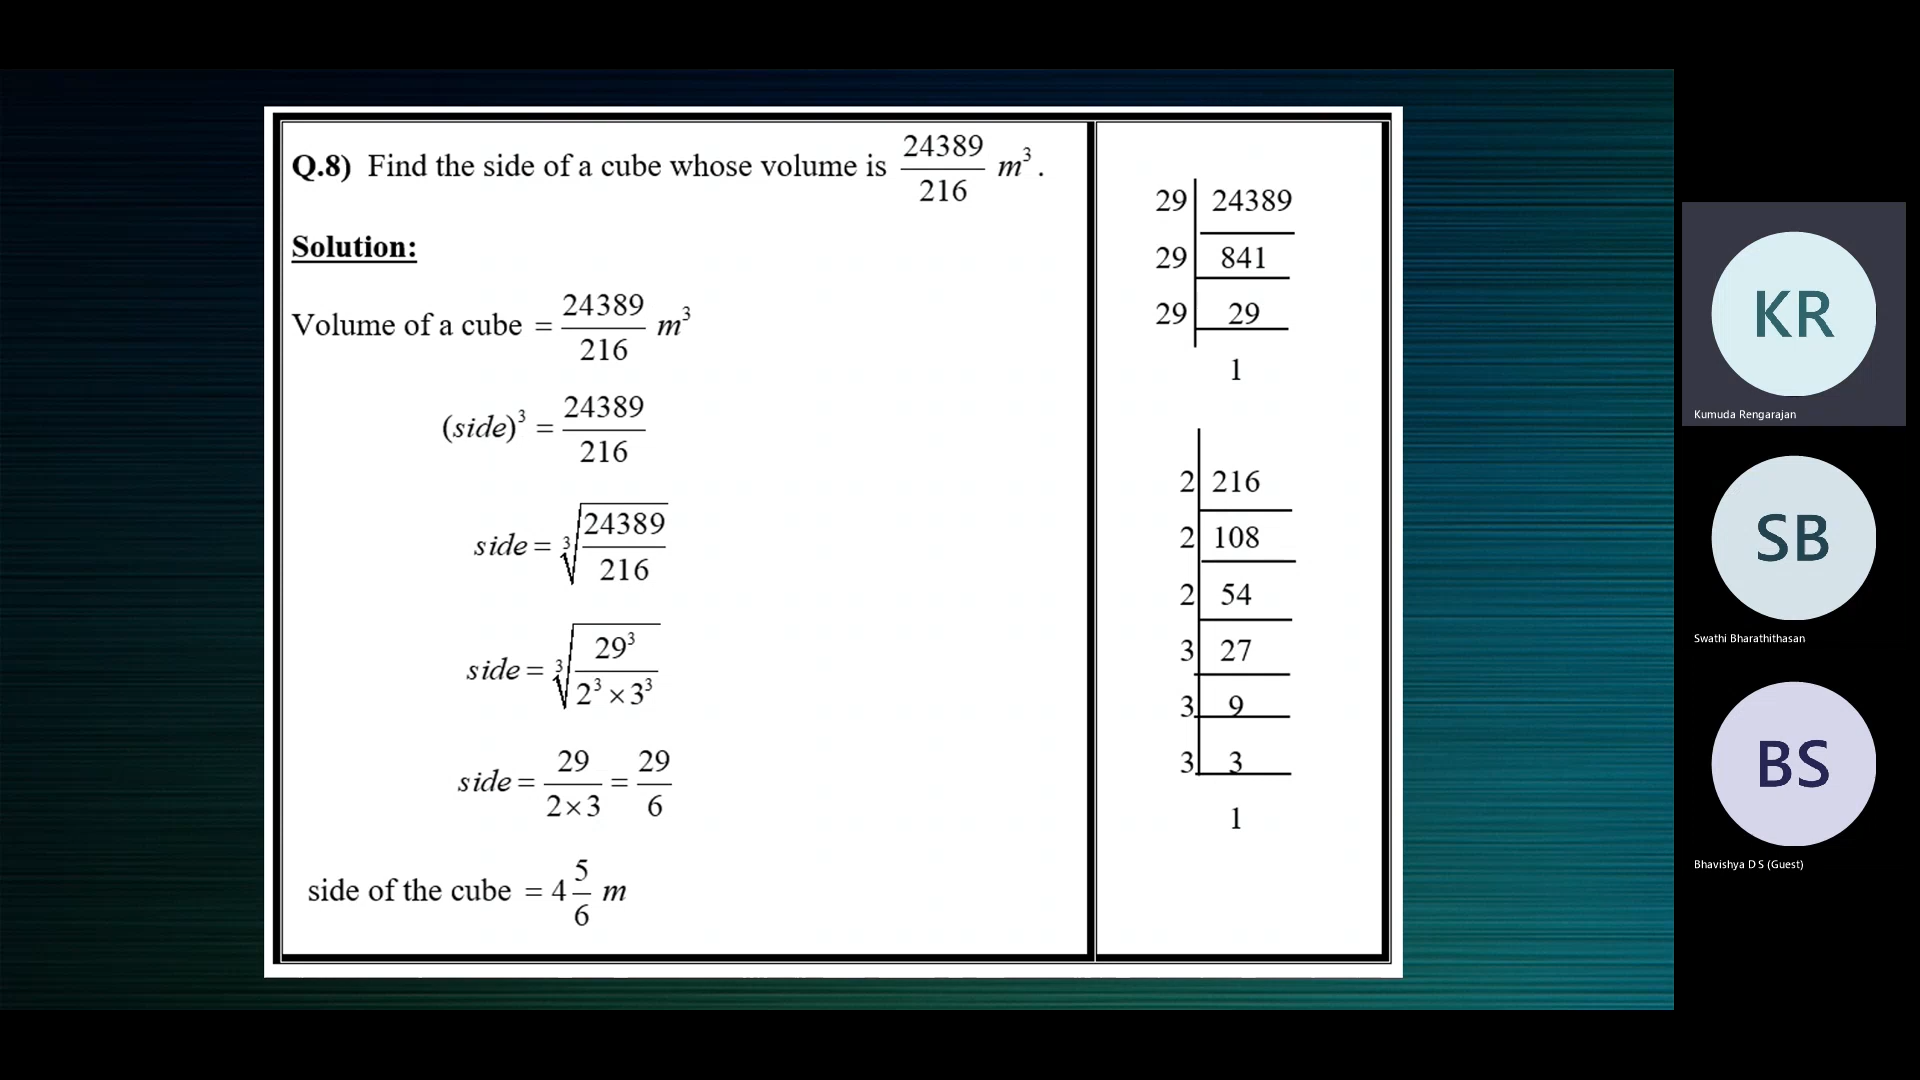 Q.8) Find the side of a cube whose volume is 24389/216 m³.
Solution:
Volume of a cube = 24389/216 m³
(side)³ = 24389/216
side = ∛(24389/216)
side = ∛(29³/(2³ × 3³))
side = 29/(2×3) = 29/6
side of the cube = 4 5/6 m
29 | 24389
29 | 841
29 | 29
1
2 | 216
2 | 108
2 | 54
3 | 27
3 | 9
3 | 3
1
KR
Kumuda Rengarajan
SB
Swathi Bharathithasan
BS
Bhavishya D S (Guest)